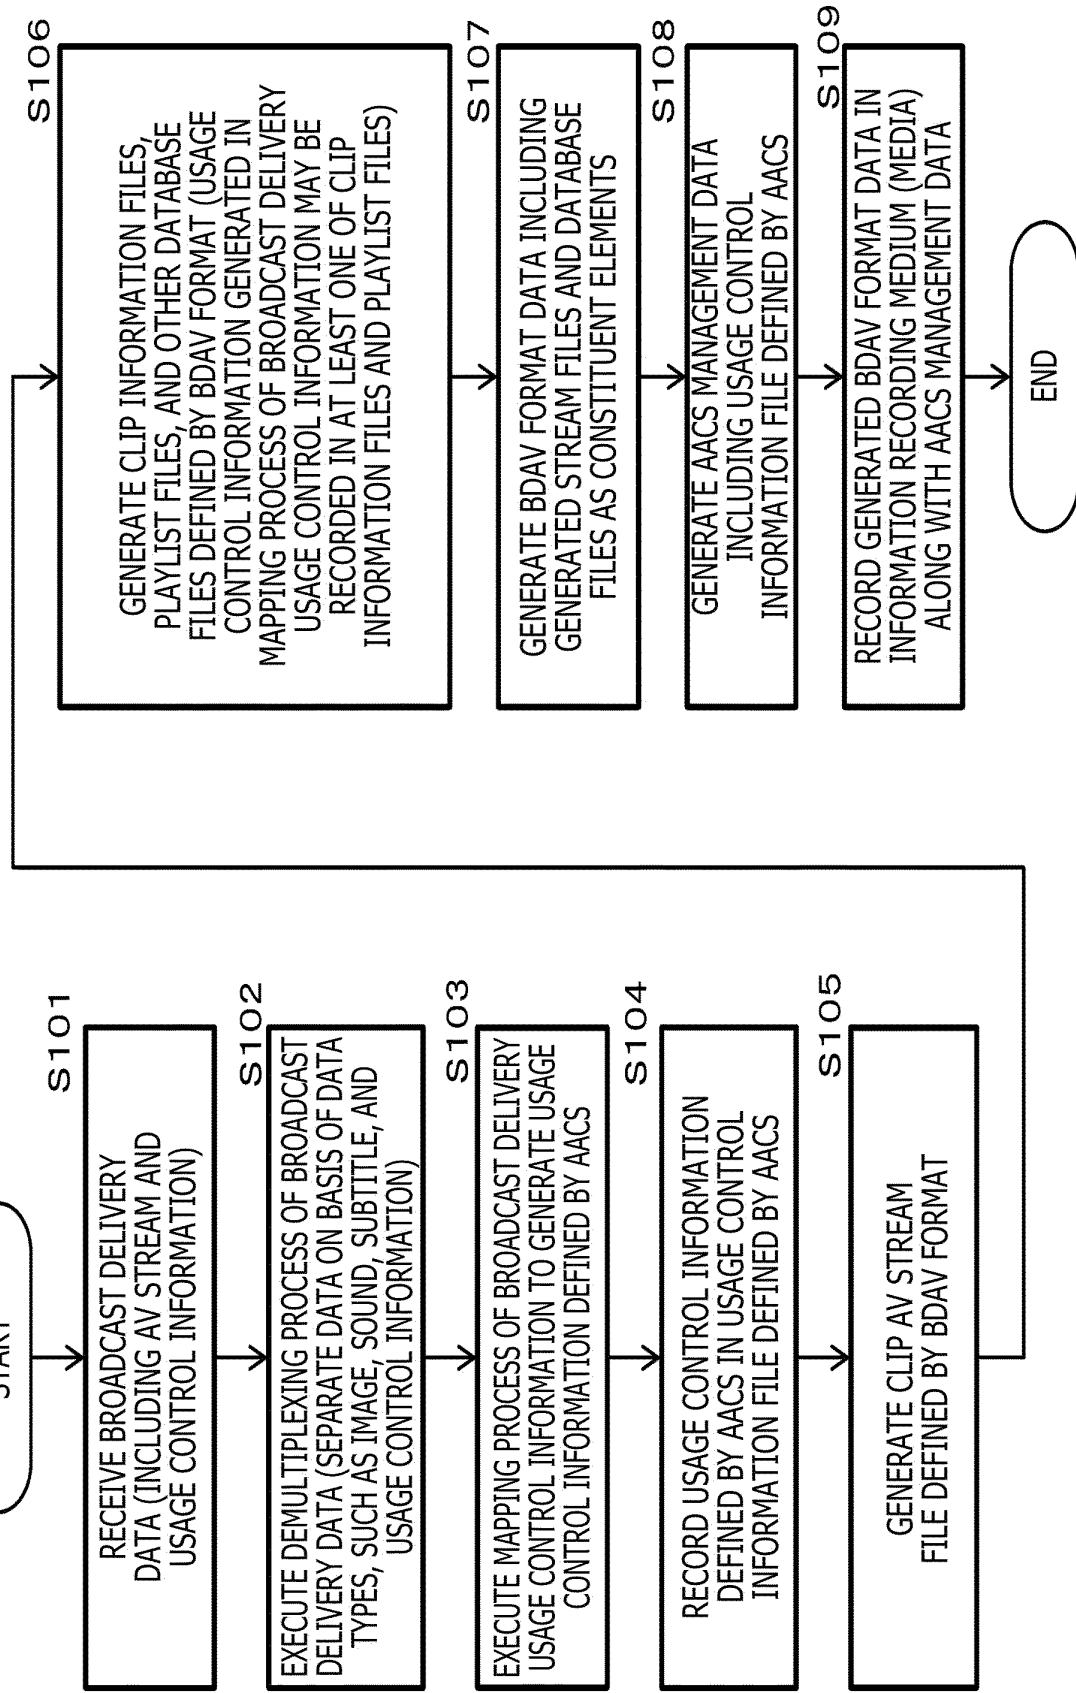 START
S101
RECEIVE BROADCAST DELIVERY
DATA (INCLUDING AV STREAM AND
USAGE CONTROL INFORMATION)
S102
EXECUTE DEMULTIPLEXING PROCESS OF BROADCAST
DELIVERY DATA (SEPARATE DATA ON BASIS OF DATA
TYPES, SUCH AS IMAGE, SOUND, SUBTITLE, AND
USAGE CONTROL INFORMATION)
S103
EXECUTE MAPPING PROCESS OF BROADCAST DELIVERY
USAGE CONTROL INFORMATION TO GENERATE USAGE
CONTROL INFORMATION DEFINED BY AACS
S104
RECORD USAGE CONTROL INFORMATION
DEFINED BY AACS IN USAGE CONTROL
INFORMATION FILE DEFINED BY AACS
S105
GENERATE CLIP AV STREAM
FILE DEFINED BY BDAV FORMAT
S106
GENERATE CLIP INFORMATION FILES,
PLAYLIST FILES, AND OTHER DATABASE
FILES DEFINED BY BDAV FORMAT (USAGE
CONTROL INFORMATION GENERATED IN
MAPPING PROCESS OF BROADCAST DELIVERY
USAGE CONTROL INFORMATION MAY BE
RECORDED IN AT LEAST ONE OF CLIP
INFORMATION FILES AND PLAYLIST FILES)
S107
GENERATE BDAV FORMAT DATA INCLUDING
GENERATED STREAM FILES AND DATABASE
FILES AS CONSTITUENT ELEMENTS
S108
GENERATE AACS MANAGEMENT DATA
INCLUDING USAGE CONTROL
INFORMATION FILE DEFINED BY AACS
S109
RECORD GENERATED BDAV FORMAT DATA IN
INFORMATION RECORDING MEDIUM (MEDIA)
ALONG WITH AACS MANAGEMENT DATA
END